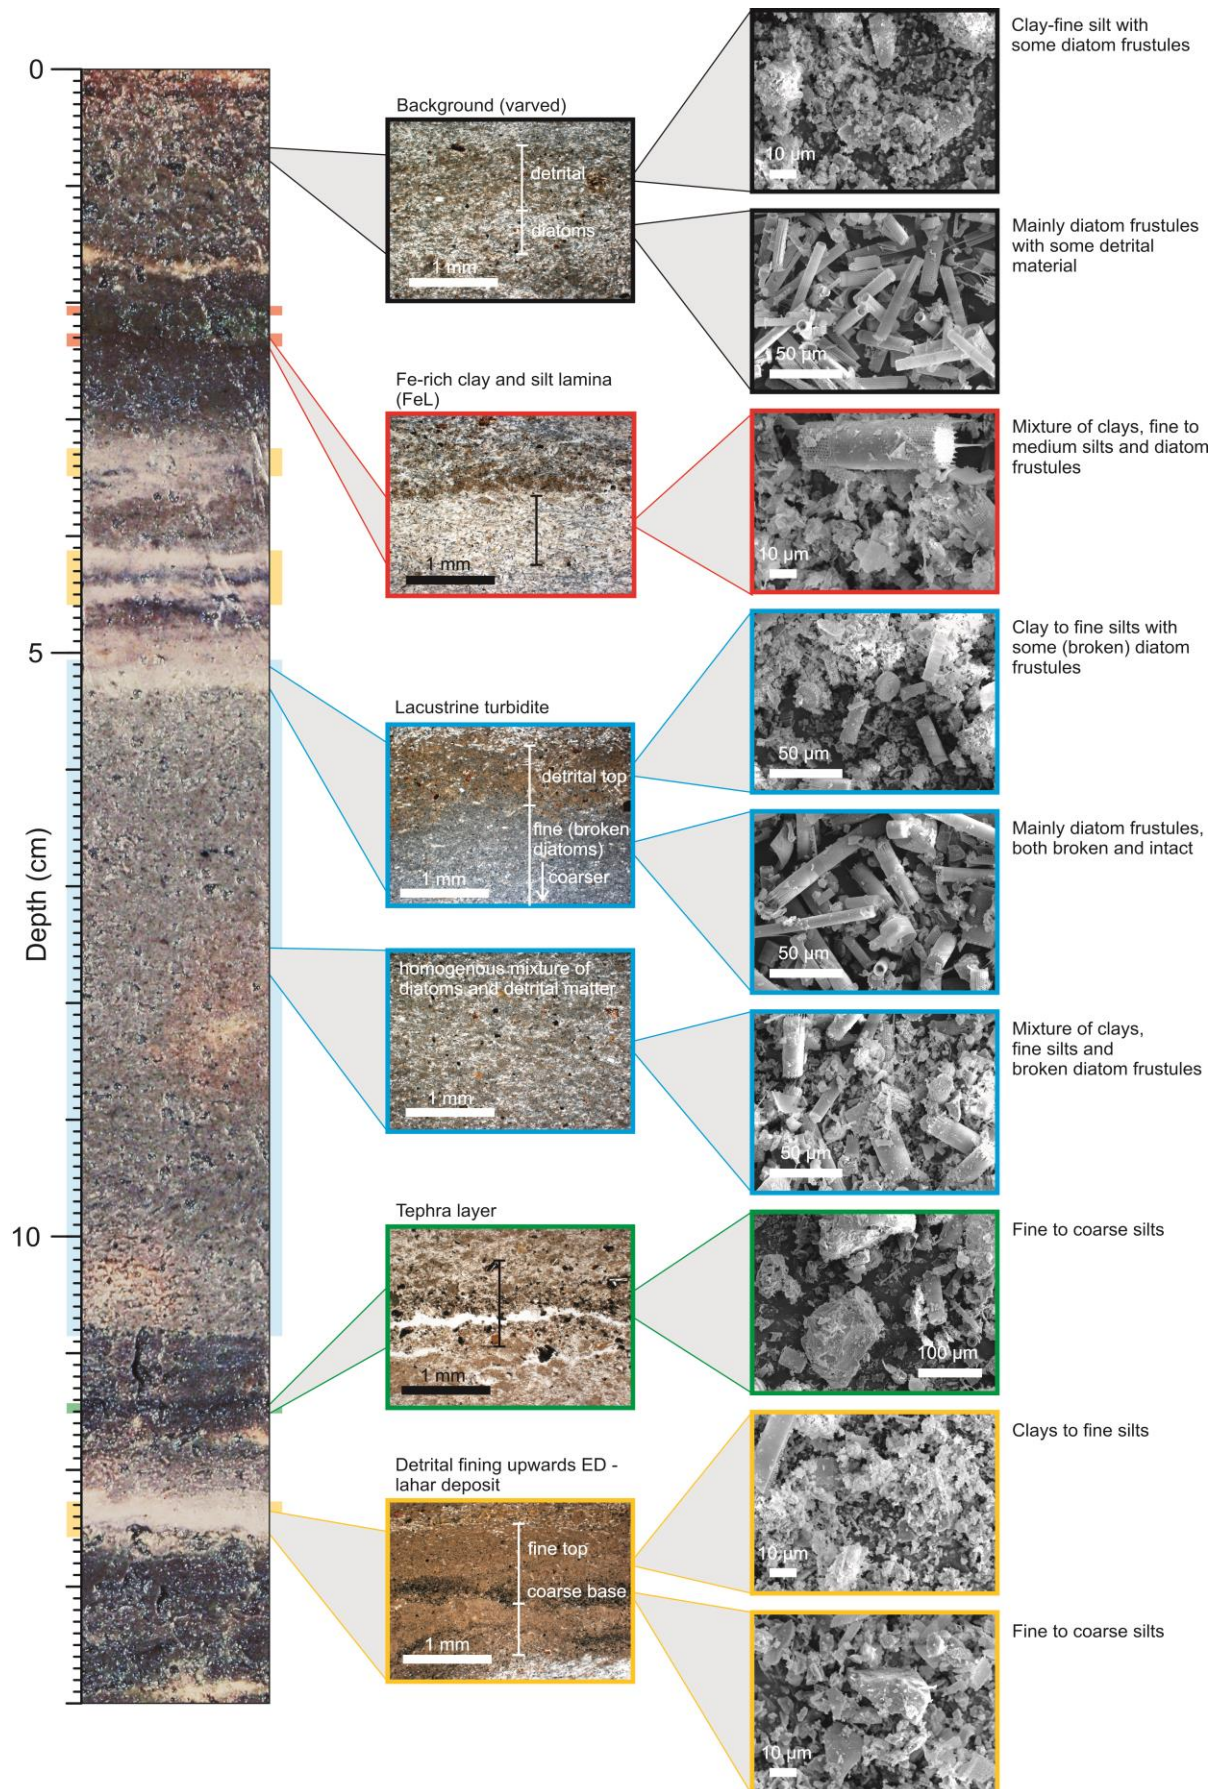 0
5
10
Depth (cm)
Background (varved)
detrital
diatoms
1 mm
Clay-fine silt with
some diatom frustules
10 µm
Mainly diatom frustules
with some detrital
material
50 µm
Fe-rich clay and silt lamina
(FeL)
1 mm
Mixture of clays, fine to
medium silts and diatom
frustules
10 µm
Lacustrine turbidite
detrital top
fine (broken
diatoms)
coarser
1 mm
Clay to fine silts with
some (broken) diatom
frustules
50 µm
Mainly diatom frustules,
both broken and intact
50 µm
homogenous mixture of
diatoms and detrital matter
1 mm
Mixture of clays,
fine silts and
broken diatom frustules
50 µm
Tephra layer
1 mm
Fine to coarse silts
100 µm
Detrital fining upwards ED -
lahar deposit
fine top
coarse base
1 mm
Clays to fine silts
10 µm
Fine to coarse silts
10 µm